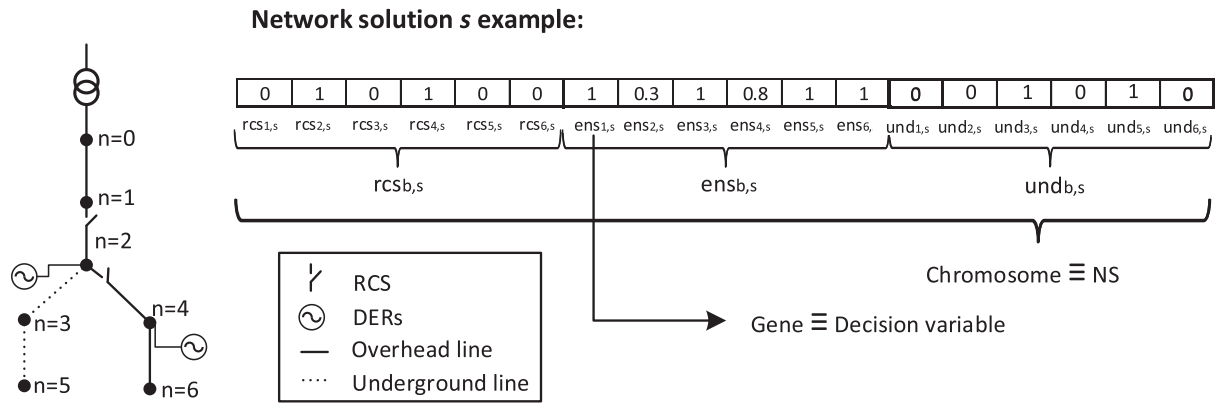 Network solution s example:
0 1 0 1 0 0 1 0.3 1 0.8 1 1 0 0 1 0 1 0
rcs1,s rcs2,s rcs3,s rcs4,s rcs5,s rcs6,s ens1,s ens2,s ens3,s ens4,s ens5,s ens6, und1,s und2,s und3,s und4,s und5,s und6,s
rcsb,s ensb,s undb,s
n=0
n=1
n=2
n=3
n=4
n=5
n=6
RCS
DERs
Overhead line
Underground line
Chromosome ≡ NS
Gene ≡ Decision variable